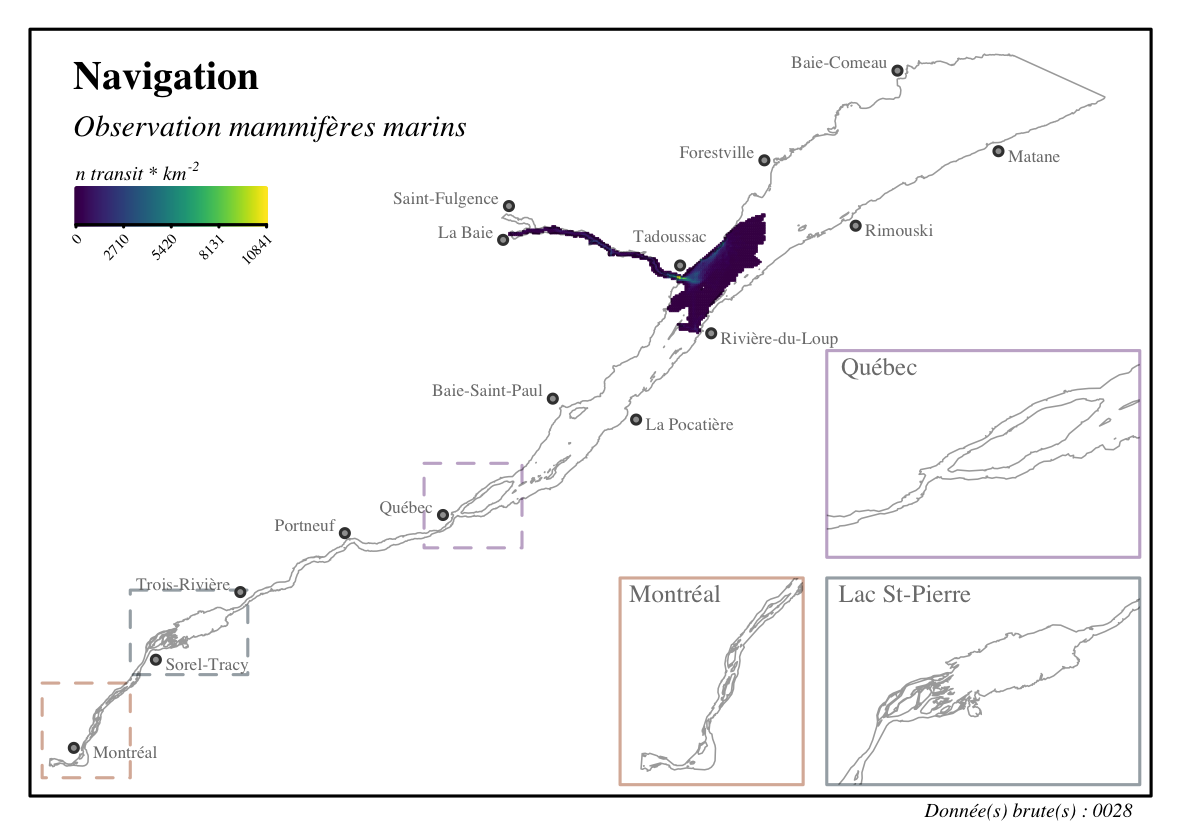 Navigation
Observation mammifères marins
n transit * km-2
0 2710 5420 8131 10841
Baie-Comeau
Forestville
Matane
Saint-Fulgence
La Baie
Tadoussac
Rimouski
Rivière-du-Loup
Baie-Saint-Paul
La Pocatière
Québec
Portneuf
Trois-Rivière
Sorel-Tracy
Montréal
Québec
Montréal
Lac St-Pierre
Donnée(s) brute(s) : 0028